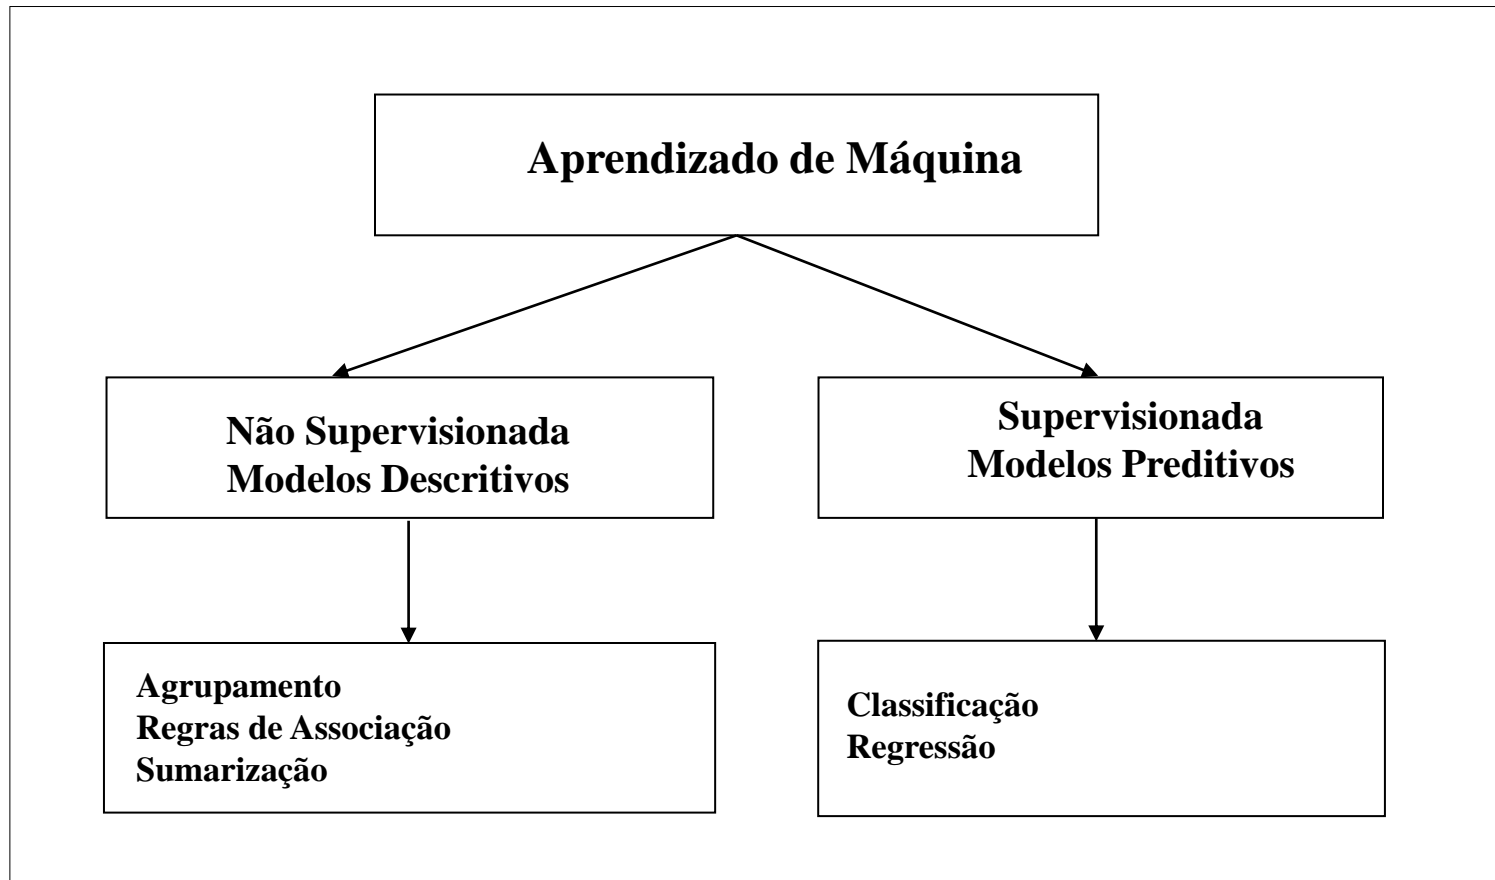 Aprendizado de Máquina
Não Supervisionada
Modelos Descritivos
Supervisionada
Modelos Preditivos
Agrupamento
Regras de Associação
Sumarização
Classificação
Regressão